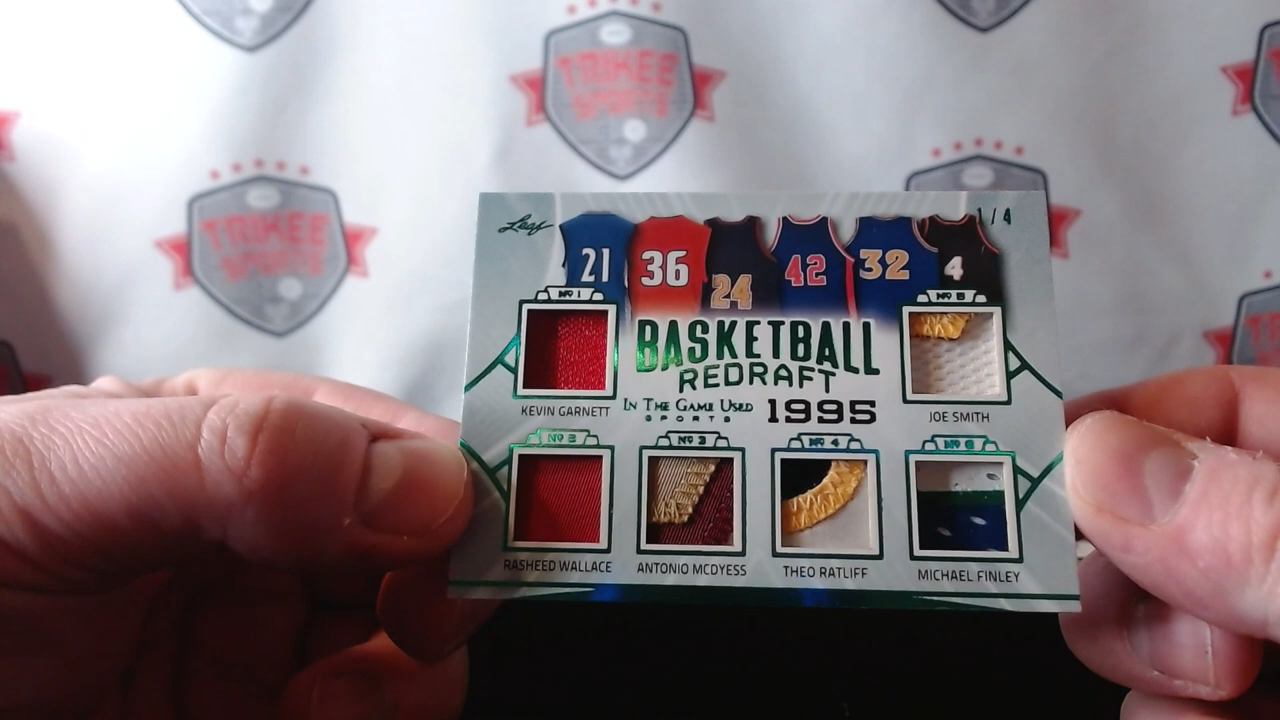 TRIKEE
SPORTS
TRIKEE
SPORTS
Leaf
1/4
21
36
24
42
32
4
Nº 1
Nº 5
BASKETBALL
REDRAFT
IN THE GAME USED
SPORTS
1995
KEVIN GARNETT
JOE SMITH
Nº 2
Nº 3
Nº 4
Nº 6
RASHEED WALLACE
ANTONIO MCDYESS
THEO RATLIFF
MICHAEL FINLEY